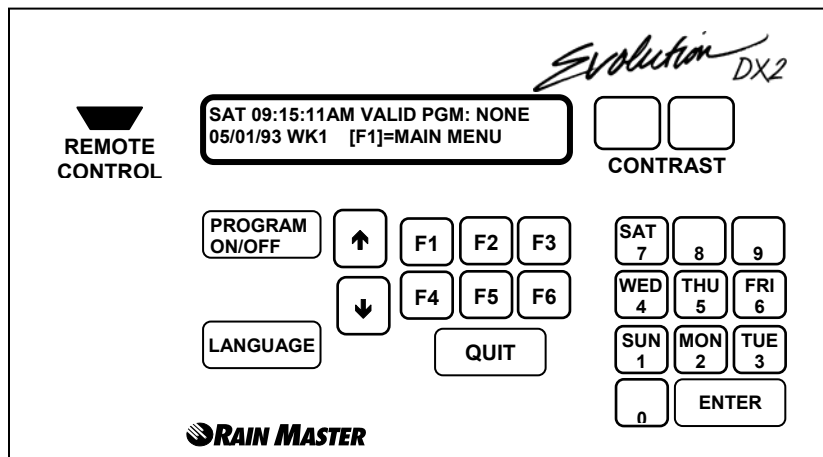 Evolution DX2
SAT 09:15:11AM VALID PGM: NONE
05/01/93 WK1 [F1]=MAIN MENU
REMOTE
CONTROL
CONTRAST
PROGRAM
ON/OFF
↑
F1 F2 F3
SAT
7 8 9
↓
F4 F5 F6
WED THU FRI
4 5 6
LANGUAGE
QUIT
SUN MON TUE
1 2 3
0 ENTER
RAIN MASTER